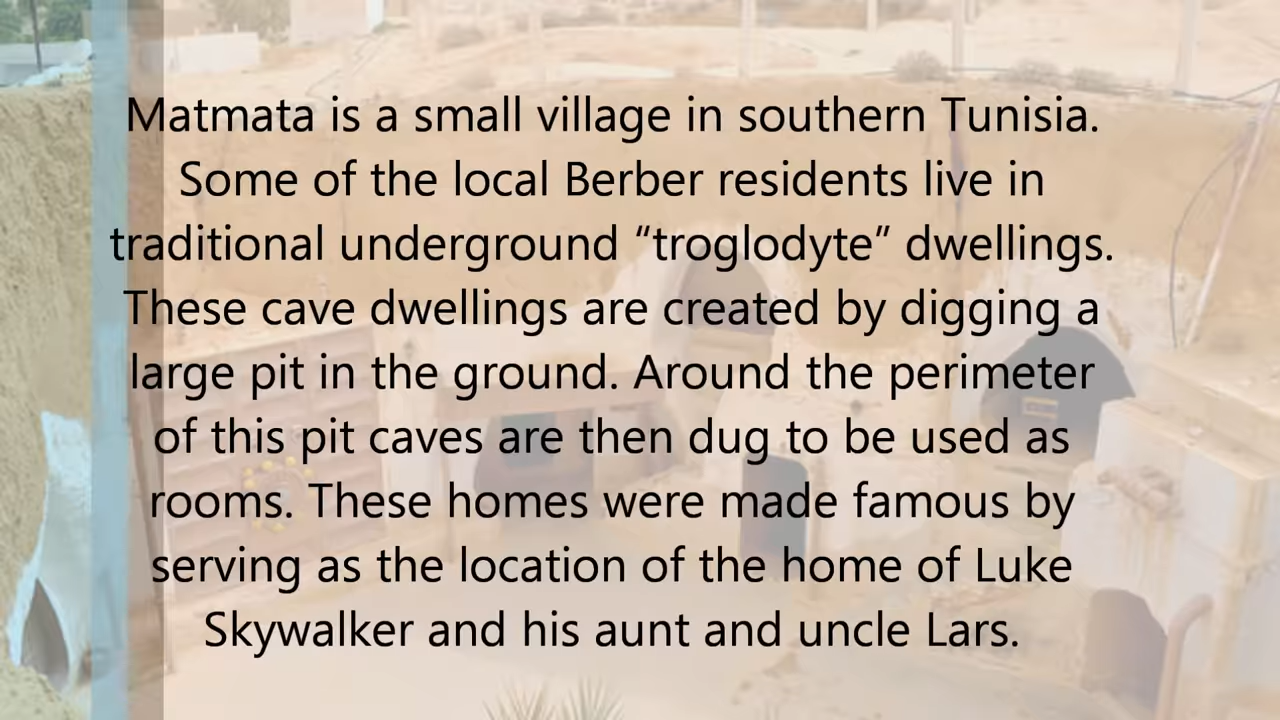 Matmata is a small village in southern Tunisia.
Some of the local Berber residents live in
traditional underground “troglodyte” dwellings.
These cave dwellings are created by digging a
large pit in the ground. Around the perimeter
of this pit caves are then dug to be used as
rooms. These homes were made famous by
serving as the location of the home of Luke
Skywalker and his aunt and uncle Lars.